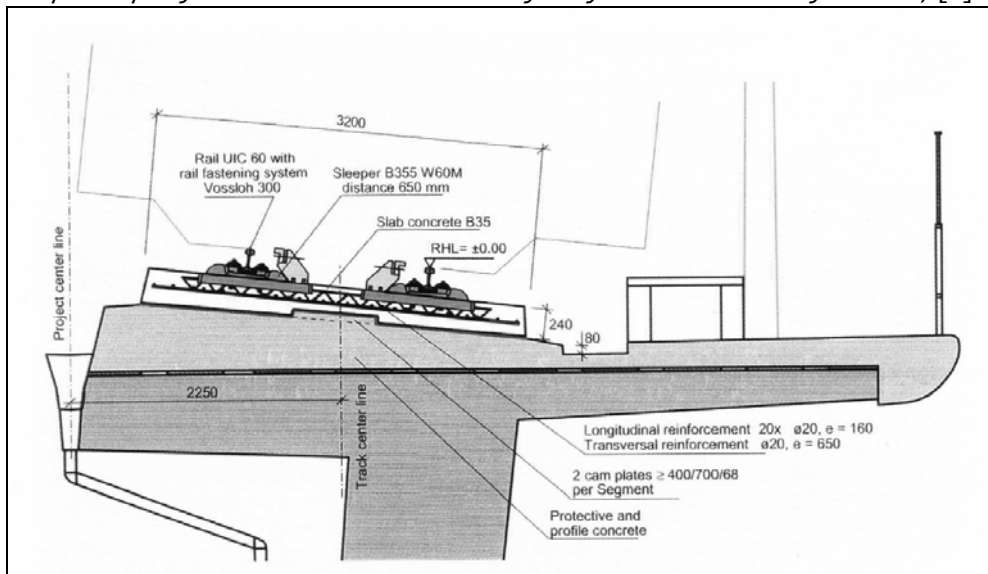 3200
Rail UIC 60 with
rail fastening system
Vossloh 300
Sleeper B355 W60M
distance 650 mm
Slab concrete B35
RHL= ±0.00
Project center line
240
80
2250
Track center line
Longitudinal reinforcement 20x ø20, e = 160
Transversal reinforcement ø20, e = 650
2 cam plates ≥ 400/700/68
per Segment
Protective and
profile concrete